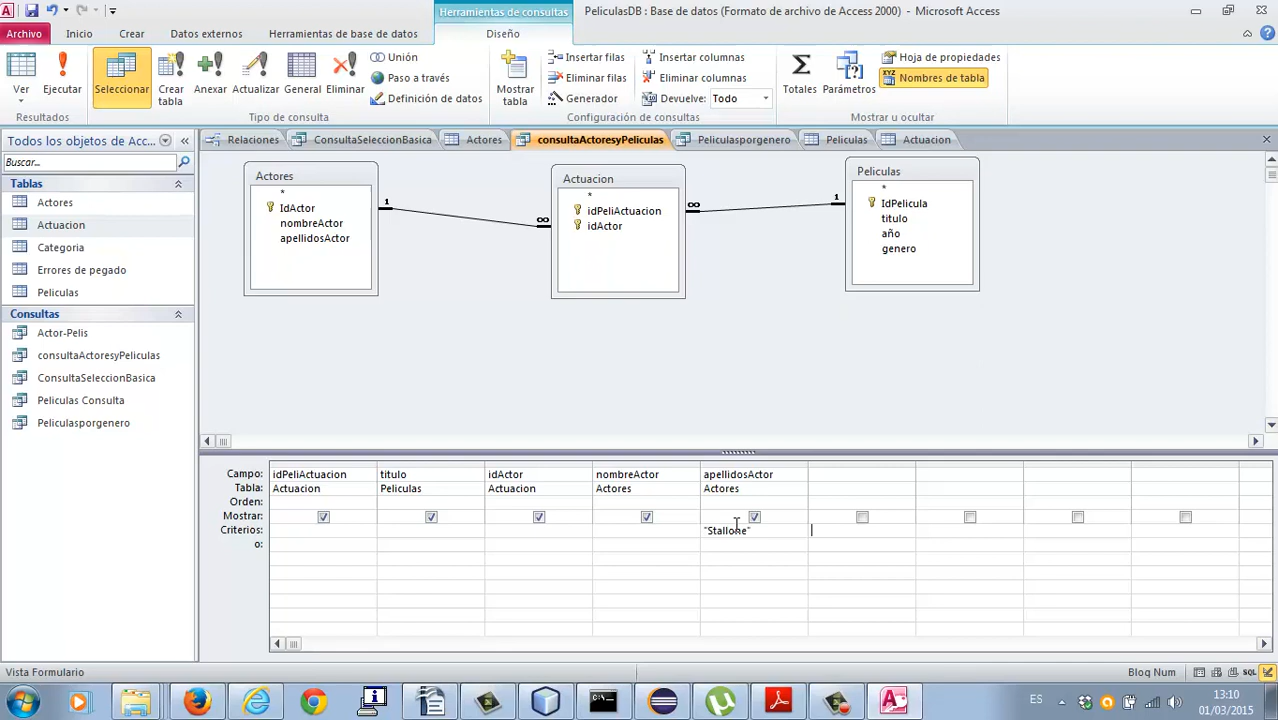 Herramientas de consultas
PeliculasDB : Base de datos (Formato de archivo de Access 2000) - Microsoft Access
Archivo Inicio Crear Datos externos Herramientas de base de datos Diseño
Ver
Ejecutar
Resultados
Seleccionar
Crear tabla
Anexar
Actualizar
General
Eliminar
Unión
Paso a través
Definición de datos
Tipo de consulta
Mostrar tabla
Insertar filas
Eliminar filas
Generador
Insertar columnas
Eliminar columnas
Devuelve: Todo
Configuración de consultas
Totales
Parámetros
Hoja de propiedades
Nombres de tabla
Mostrar u ocultar
Todos los objetos de Acc...
Buscar...
Tablas
Actores
Actuacion
Categoria
Errores de pegado
Peliculas
Consultas
Actor-Pelis
consultaActoresyPeliculas
ConsultaSeleccionBasica
Peliculas Consulta
Peliculasporgenero
Relaciones ConsultaSeleccionBasica Actores consultaActoresyPeliculas Peliculasporgenero Peliculas Actuacion
Actores
*
IdActor
nombreActor
apellidosActor
1
∞
Actuacion
*
idPeliActuacion
idActor
∞
1
Peliculas
*
IdPelicula
titulo
año
genero
Campo: idPeliActuacion titulo idActor nombreActor apellidosActor
Tabla: Actuacion Peliculas Actuacion Actores Actores
Orden:
Mostrar:
Criterios: "Stallone"
o:
Vista Formulario
Bloq Num
SQL
ES
13:10
01/03/2015